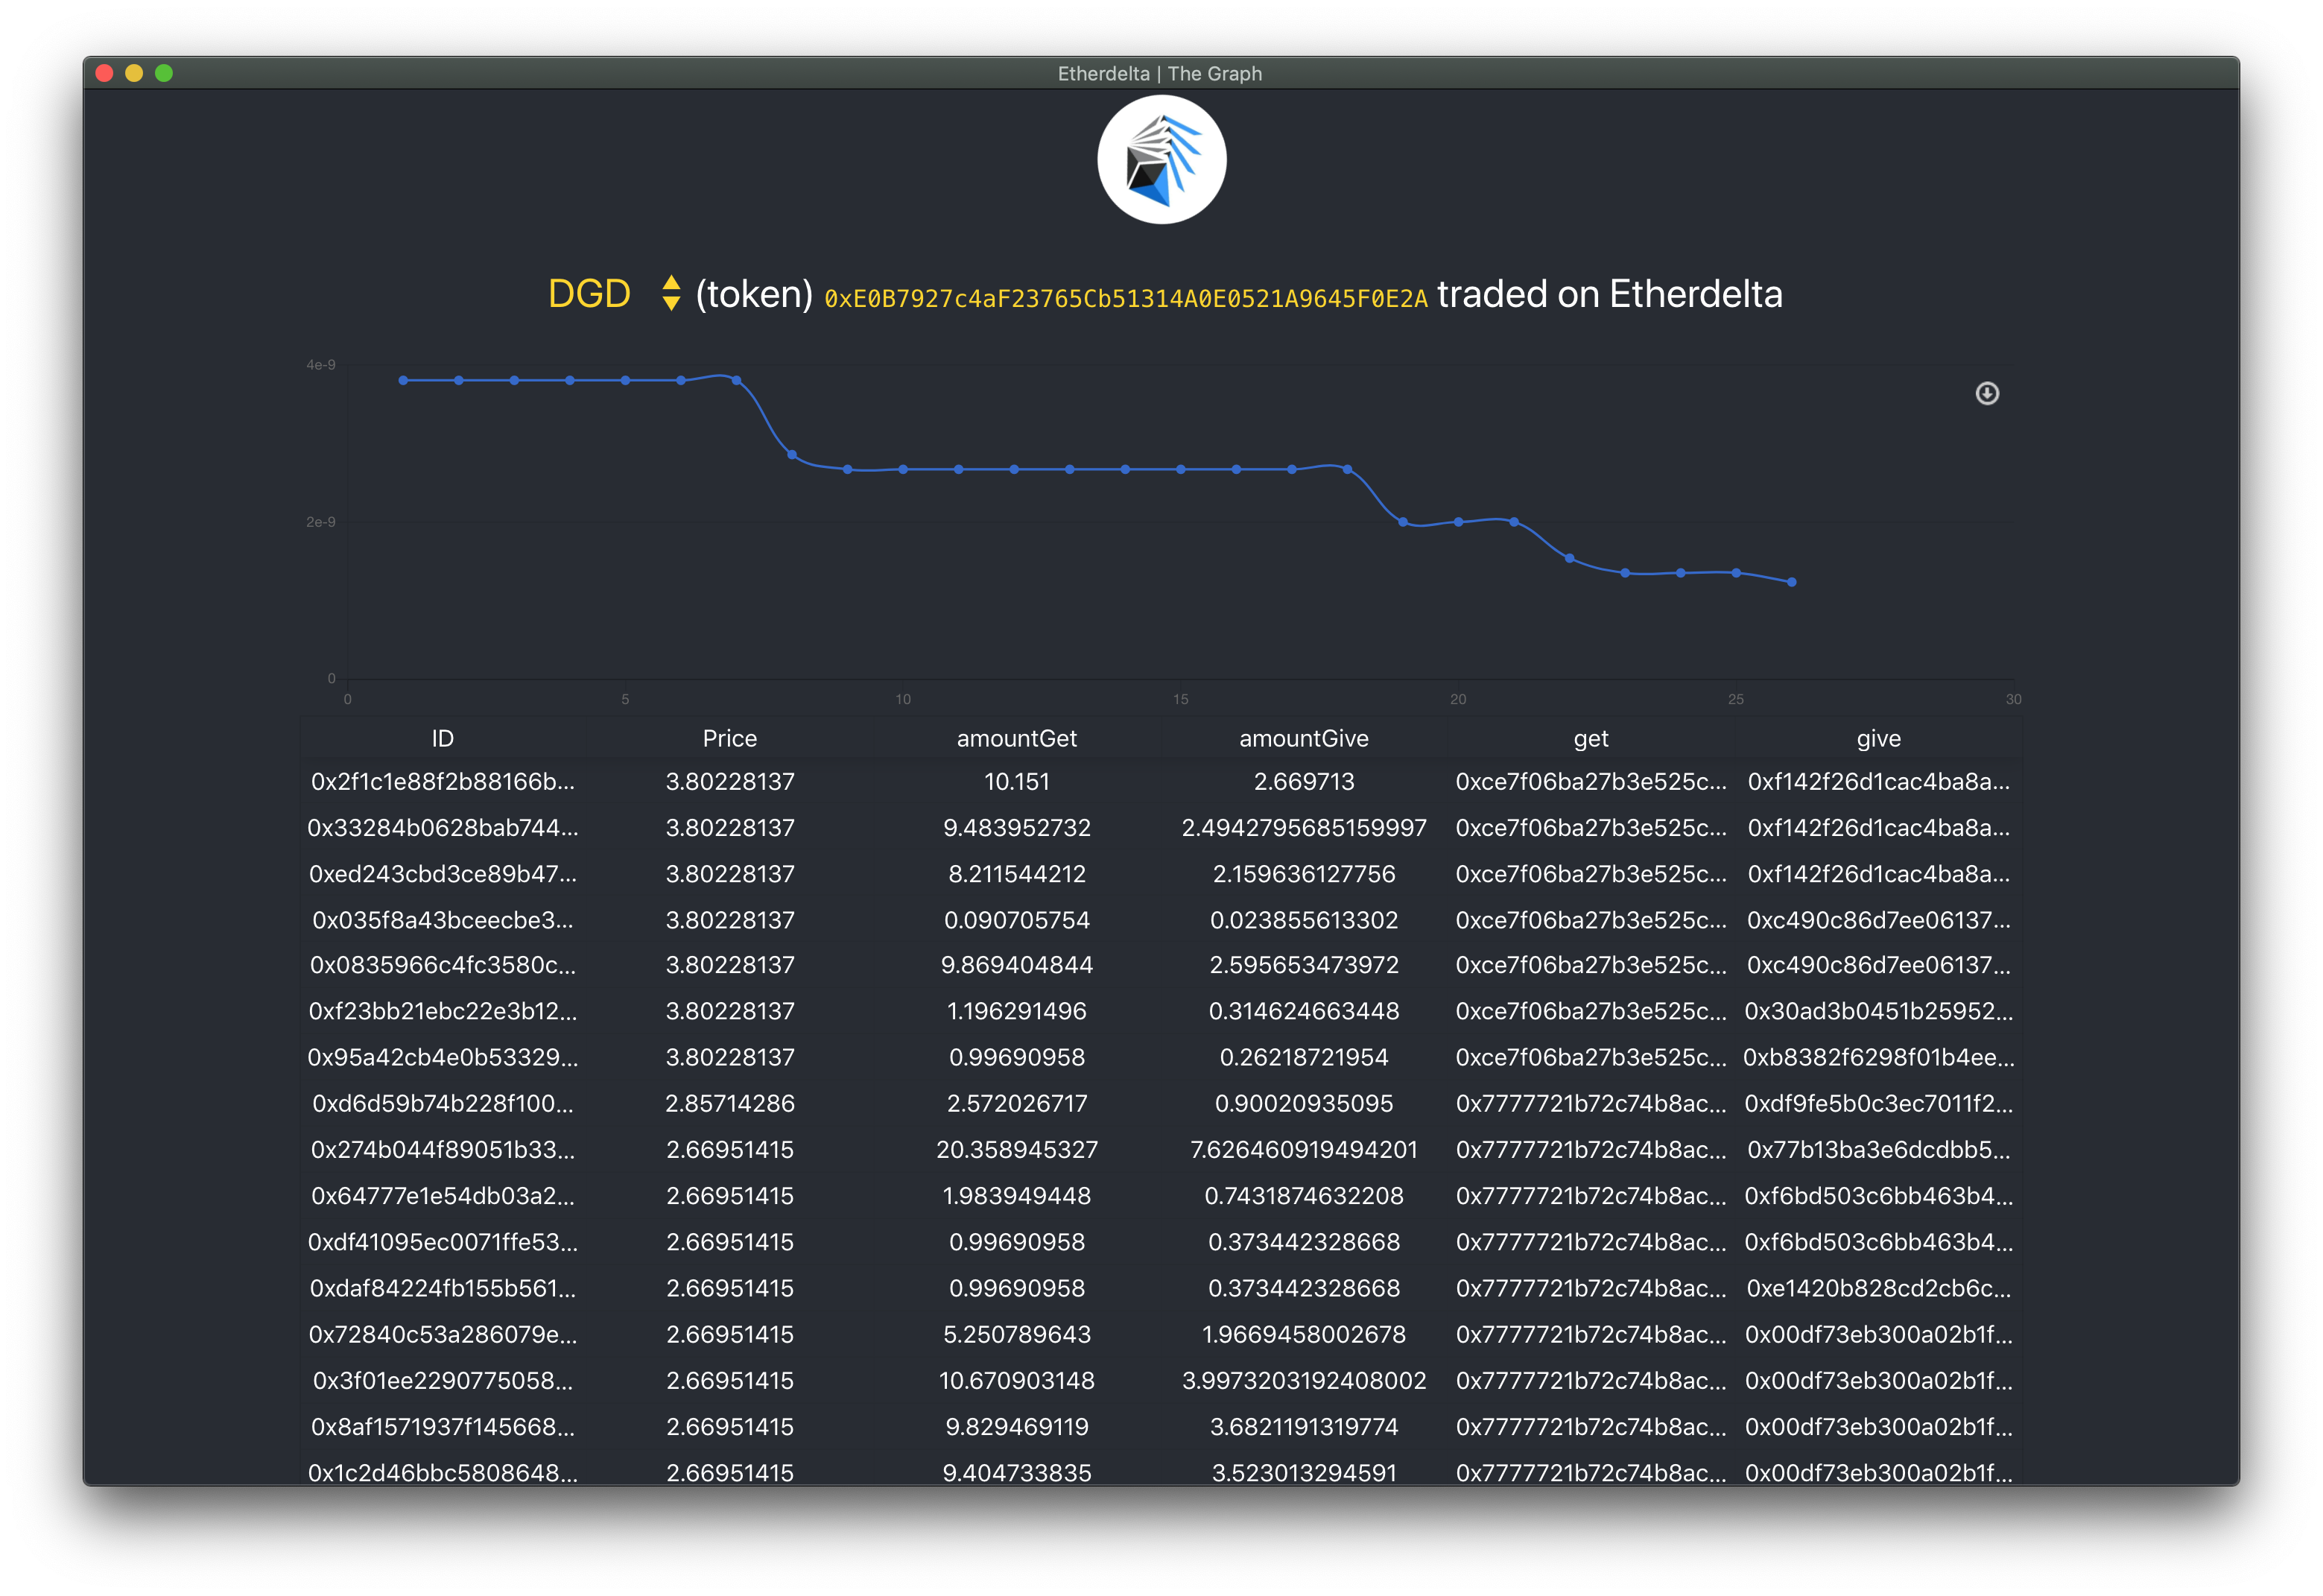 Etherdelta | The Graph
DGD (token) 0xE0B7927c4aF23765Cb51314A0E0521A9645F0E2A traded on Etherdelta
4e-9
2e-9
0
0 5 10 15 20 25 30
ID Price amountGet amountGive get give
0x2f1c1e88f2b88166b... 3.80228137 10.151 2.669713 0xce7f06ba27b3e525c... 0xf142f26d1cac4ba8a...
0x33284b0628bab744... 3.80228137 9.483952732 2.4942795685159997 0xce7f06ba27b3e525c... 0xf142f26d1cac4ba8a...
0xed243cbd3ce89b47... 3.80228137 8.211544212 2.159636127756 0xce7f06ba27b3e525c... 0xf142f26d1cac4ba8a...
0x035f8a43bceecbe3... 3.80228137 0.090705754 0.023855613302 0xce7f06ba27b3e525c... 0xc490c86d7ee06137...
0x0835966c4fc3580c... 3.80228137 9.869404844 2.595653473972 0xce7f06ba27b3e525c... 0xc490c86d7ee06137...
0xf23bb21ebc22e3b12... 3.80228137 1.196291496 0.314624663448 0xce7f06ba27b3e525c... 0x30ad3b0451b25952...
0x95a42cb4e0b53329... 3.80228137 0.99690958 0.26218721954 0xce7f06ba27b3e525c... 0xb8382f6298f01b4ee...
0xd6d59b74b228f100... 2.85714286 2.572026717 0.90020935095 0x7777721b72c74b8ac... 0xdf9fe5b0c3ec7011f2...
0x274b044f89051b33... 2.66951415 20.358945327 7.626460919494201 0x7777721b72c74b8ac... 0x77b13ba3e6dcdbb5...
0x64777e1e54db03a2... 2.66951415 1.983949448 0.7431874632208 0x7777721b72c74b8ac... 0xf6bd503c6bb463b4...
0xdf41095ec0071ffe53... 2.66951415 0.99690958 0.373442328668 0x7777721b72c74b8ac... 0xf6bd503c6bb463b4...
0xdaf84224fb155b561... 2.66951415 0.99690958 0.373442328668 0x7777721b72c74b8ac... 0xe1420b828cd2cb6c...
0x72840c53a286079e... 2.66951415 5.250789643 1.9669458002678 0x7777721b72c74b8ac... 0x00df73eb300a02b1f...
0x3f01ee2290775058... 2.66951415 10.670903148 3.9973203192408002 0x7777721b72c74b8ac... 0x00df73eb300a02b1f...
0x8af1571937f145668... 2.66951415 9.829469119 3.6821191319774 0x7777721b72c74b8ac... 0x00df73eb300a02b1f...
0x1c2d46bbc5808648... 2.66951415 9.404733835 3.523013294591 0x7777721b72c74b8ac... 0x00df73eb300a02b1f...